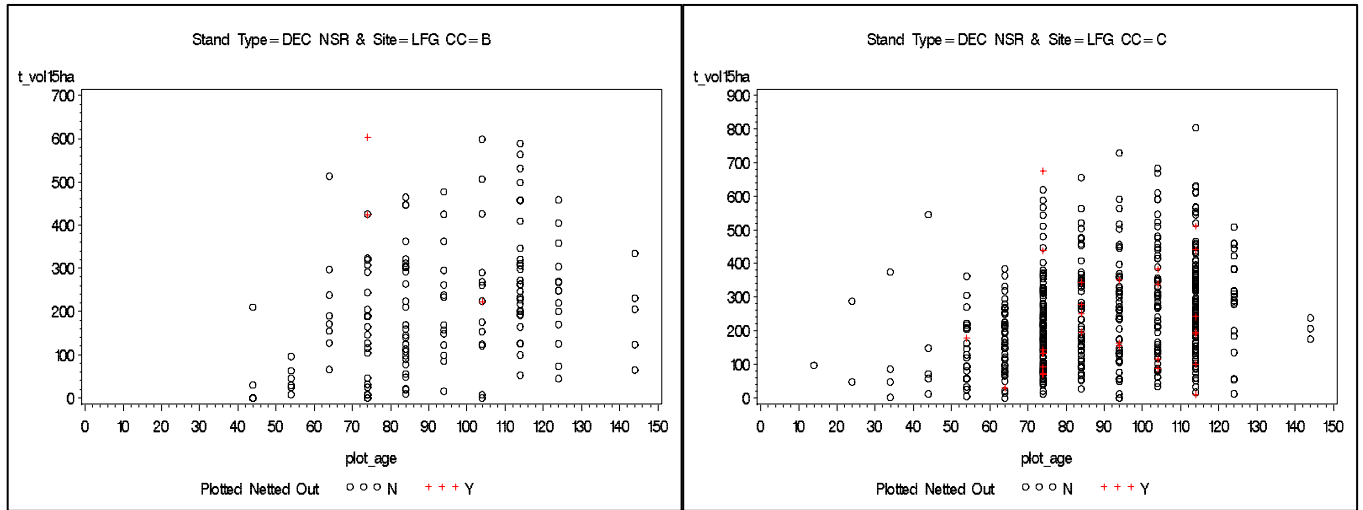 Stand Type=DEC NSR & Site=LFG CC=B
t_vol15ha
700
600
500
400
300
200
100
0
0 10 20 30 40 50 60 70 80 90 100 110 120 130 140 150
plot_age
Plotted Netted Out N Y
Stand Type=DEC NSR & Site=LFG CC=C
t_vol15ha
900
800
700
600
500
400
300
200
100
0
0 10 20 30 40 50 60 70 80 90 100 110 120 130 140 150
plot_age
Plotted Netted Out N Y